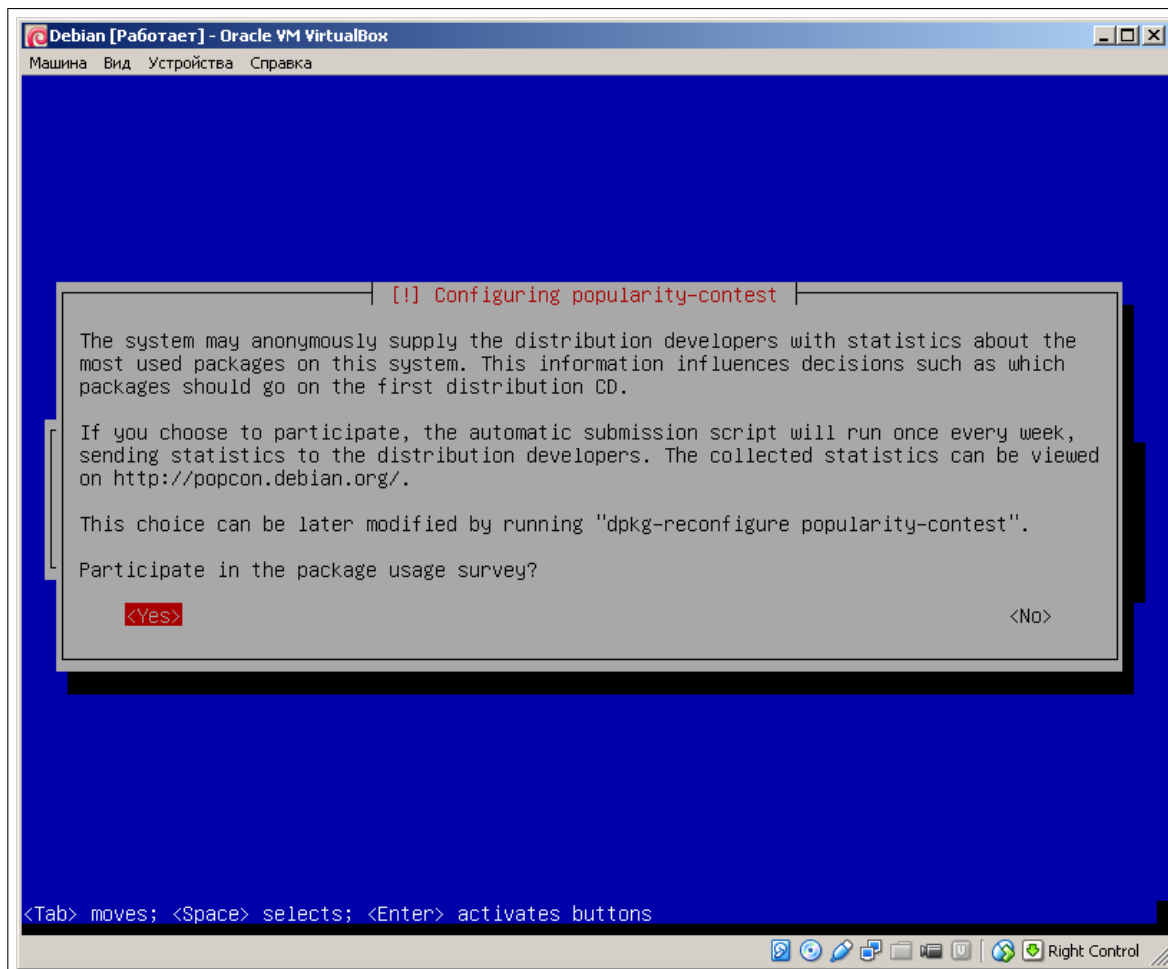 Debian [Работает] - Oracle VM VirtualBox
Машина Вид Устройства Справка
[!] Configuring popularity-contest
The system may anonymously supply the distribution developers with statistics about the
most used packages on this system. This information influences decisions such as which
packages should go on the first distribution CD.
If you choose to participate, the automatic submission script will run once every week,
sending statistics to the distribution developers. The collected statistics can be viewed
on http://popcon.debian.org/.
This choice can be later modified by running "dpkg-reconfigure popularity-contest".
Participate in the package usage survey?
<Yes> <No>
<Tab> moves; <Space> selects; <Enter> activates buttons
Right Control